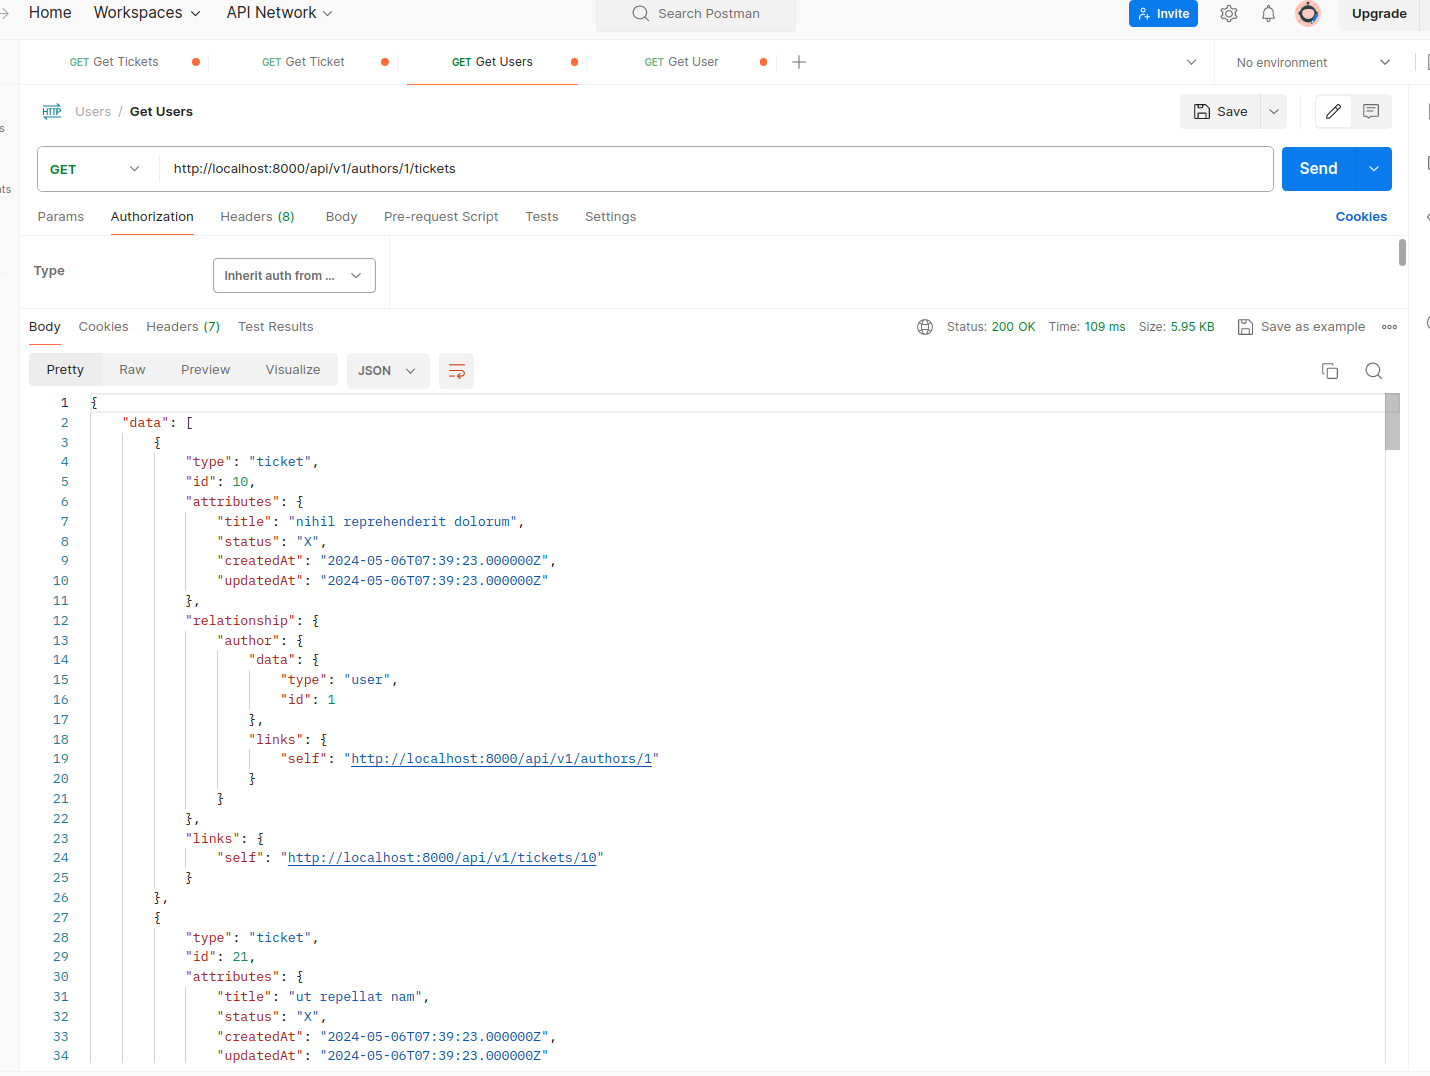 Home Workspaces API Network Search Postman Invite Upgrade
GET Get Tickets GET Get Ticket GET Get Users GET Get User No environment
HTTP Users / Get Users Save
GET http://localhost:8000/api/v1/authors/1/tickets Send
Params Authorization Headers (8) Body Pre-request Script Tests Settings Cookies
Type Inherit auth from ...
Body Cookies Headers (7) Test Results Status: 200 OK Time: 109 ms Size: 5.95 KB Save as example
Pretty Raw Preview Visualize JSON
1 {
2 "data": [
3 {
4 "type": "ticket",
5 "id": 10,
6 "attributes": {
7 "title": "nihil reprehenderit dolorum",
8 "status": "X",
9 "createdAt": "2024-05-06T07:39:23.000000Z",
10 "updatedAt": "2024-05-06T07:39:23.000000Z"
11 },
12 "relationship": {
13 "author": {
14 "data": {
15 "type": "user",
16 "id": 1
17 },
18 "links": {
19 "self": "http://localhost:8000/api/v1/authors/1"
20 }
21 }
22 },
23 "links": {
24 "self": "http://localhost:8000/api/v1/tickets/10"
25 }
26 },
27 {
28 "type": "ticket",
29 "id": 21,
30 "attributes": {
31 "title": "ut repellat nam",
32 "status": "X",
33 "createdAt": "2024-05-06T07:39:23.000000Z",
34 "updatedAt": "2024-05-06T07:39:23.000000Z"